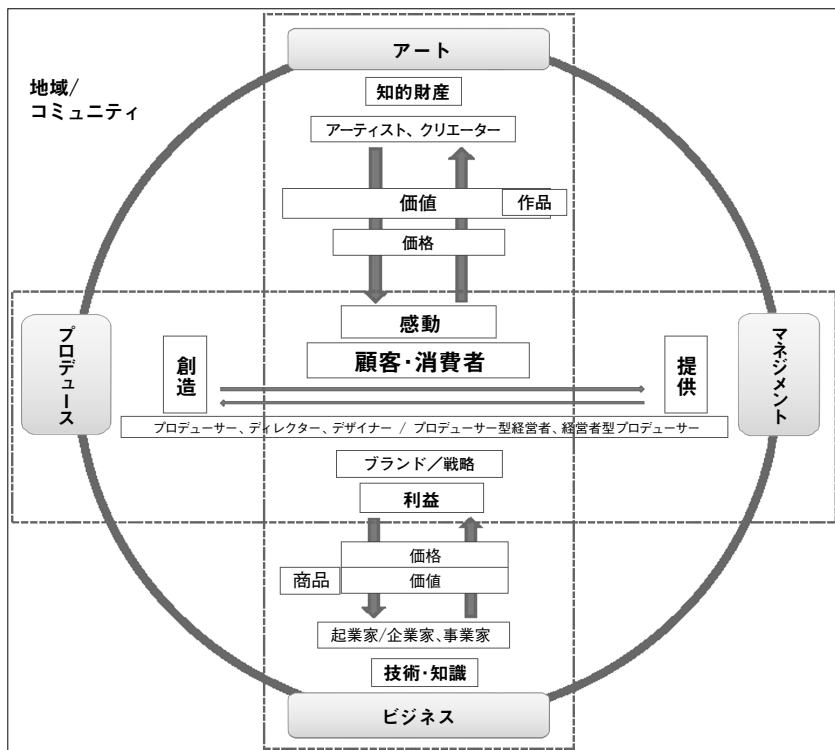 アート
地域/
コミュニティ
知的財産
アーティスト、クリエーター
価値
作品
価格
感動
顧客・消費者
プロデュース
創造
提供
マネジメント
プロデューサー、ディレクター、デザイナー / プロデューサー型経営者、経営者型プロデューサー
ブランド／戦略
利益
価格
商品
価値
起業家/企業家、事業家
技術・知識
ビジネス